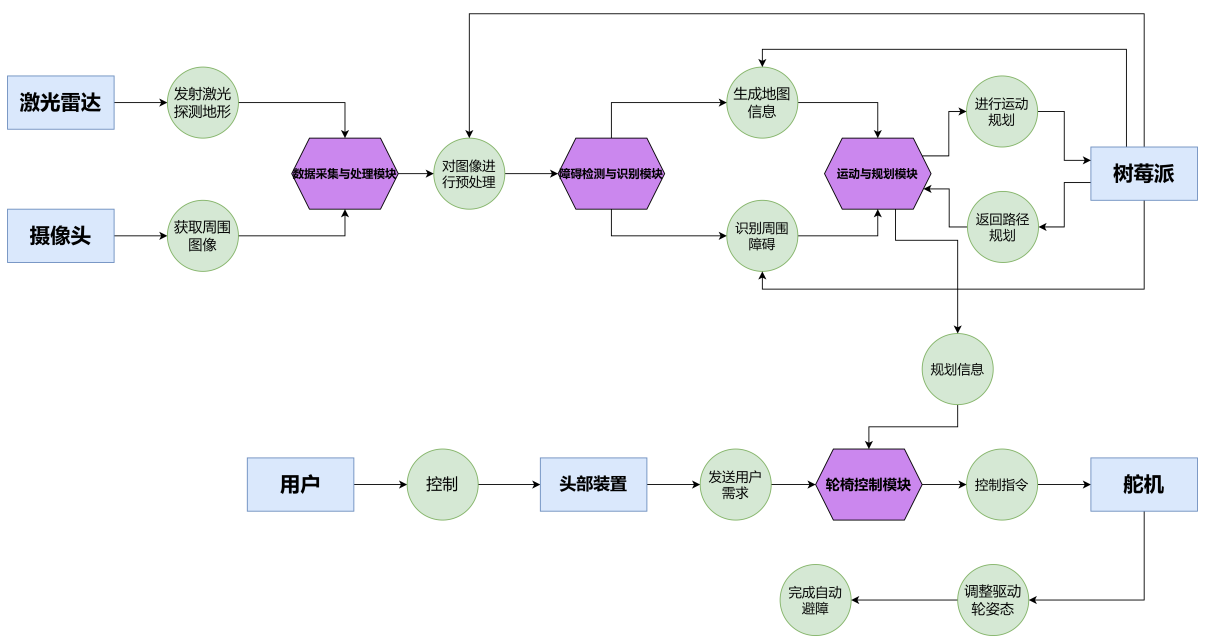 激光雷达
发射激光
探测地形
数据采集与处理模块
摄像头
获取周围
图像
对图像进
行预处理
障碍检测与识别模块
生成地图
信息
识别周围
障碍
运动与规划模块
进行运动
规划
返回路径
规划
树莓派
规划信息
用户
控制
头部装置
发送用户
需求
轮椅控制模块
控制指令
舵机
调整驱动
轮姿态
完成自动
避障